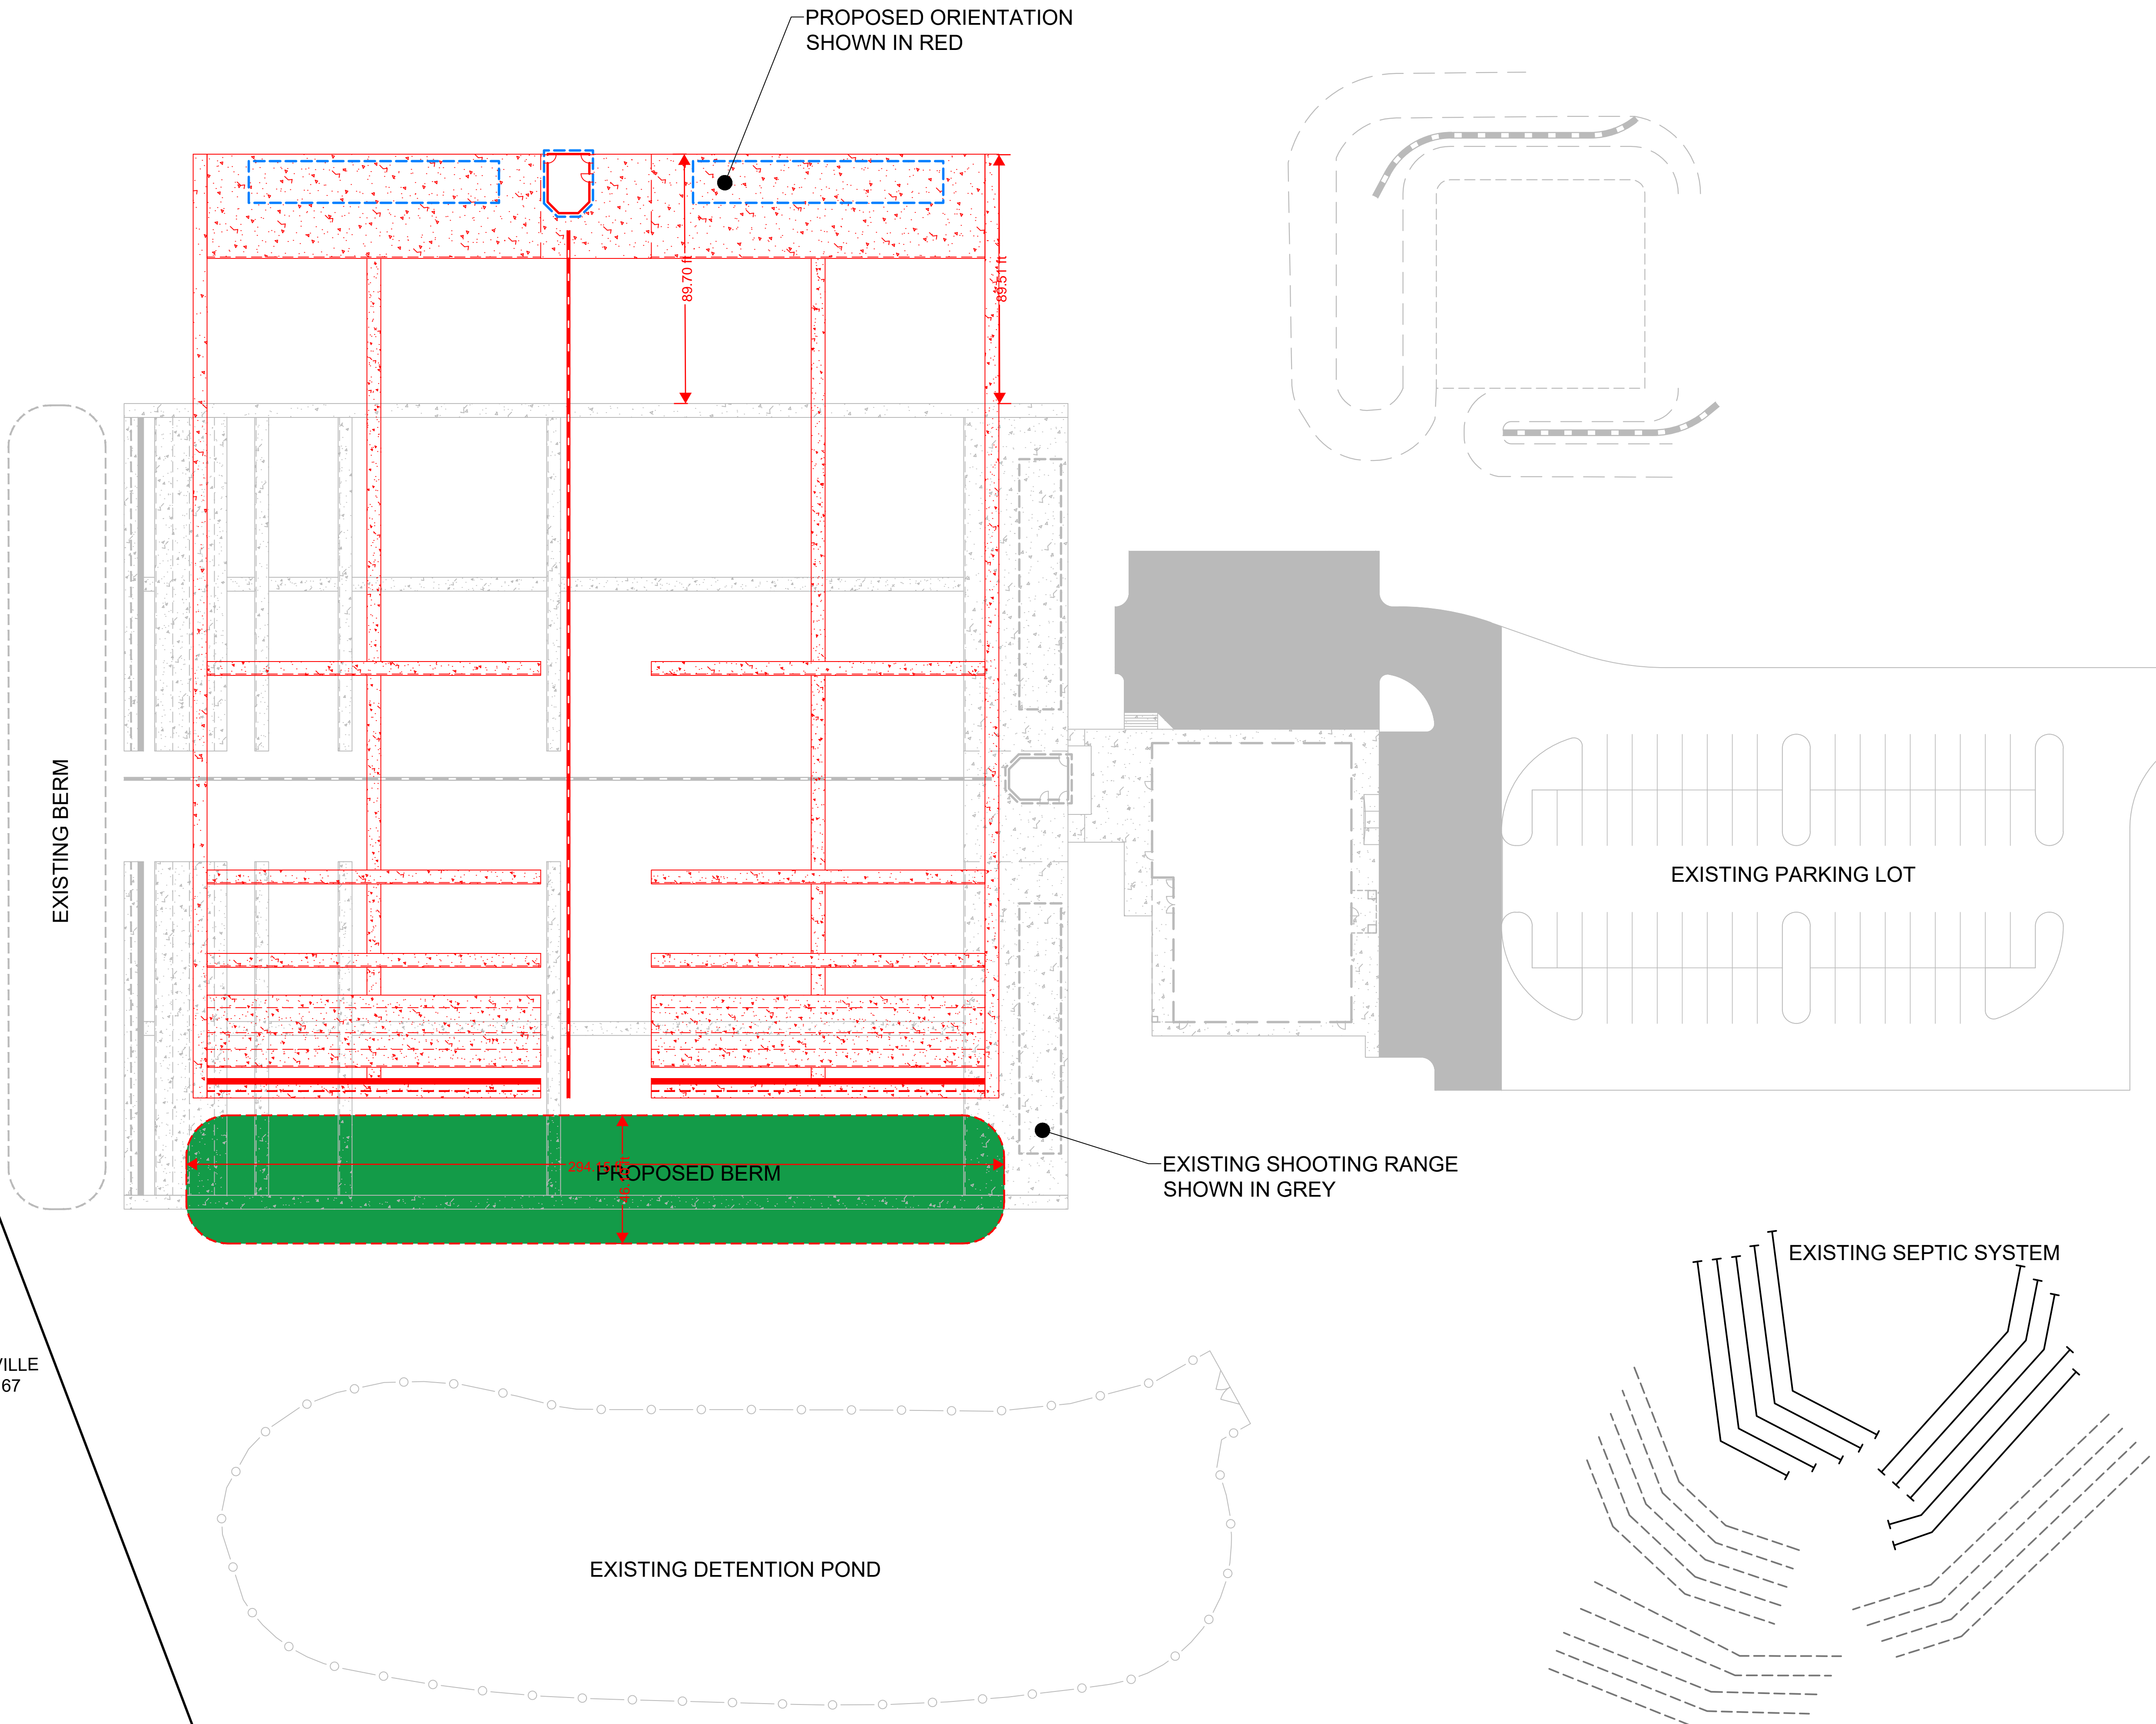 PROPOSED ORIENTATION
SHOWN IN RED
89.70 ft
89.51 ft
EXISTING BERM
EXISTING PARKING LOT
PROPOSED BERM
EXISTING SHOOTING RANGE
SHOWN IN GREY
EXISTING SEPTIC SYSTEM
VILLE
67
EXISTING DETENTION POND